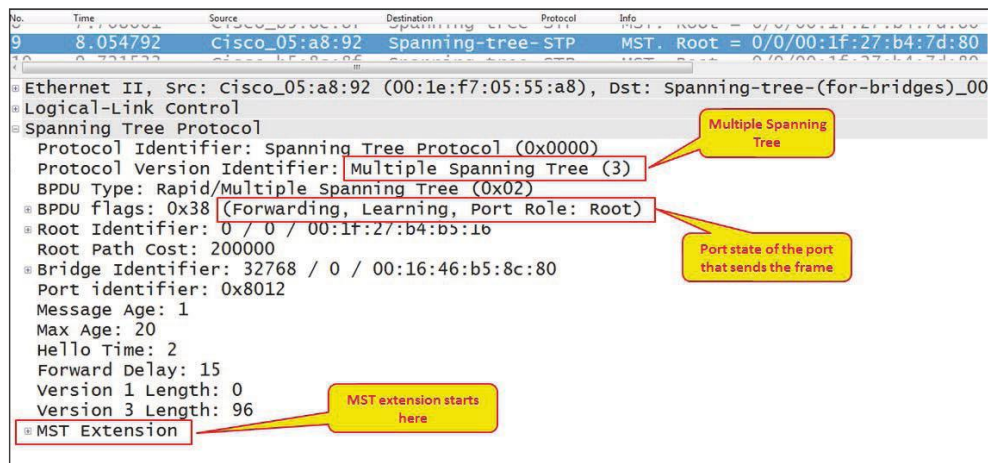 No. Time Source Destination Protocol Info
9 8.054792 Cisco_05:a8:92 Spanning-tree- STP MST. Root = 0/0/00:1f:27:b4:7d:80
Ethernet II, Src: Cisco_05:a8:92 (00:1e:f7:05:55:a8), Dst: Spanning-tree-(for-bridges)_00
Logical-Link Control
Spanning Tree Protocol
Multiple Spanning
Tree
Protocol Identifier: Spanning Tree Protocol (0x0000)
Protocol Version Identifier: Multiple Spanning Tree (3)
BPDU Type: Rapid/Multiple Spanning Tree (0x02)
BPDU flags: 0x38 (Forwarding, Learning, Port Role: Root)
Root Identifier: 0 / 0 / 00:1f:27:b4:b5:16
Root Path Cost: 200000
Port state of the port
that sends the frame
Bridge Identifier: 32768 / 0 / 00:16:46:b5:8c:80
Port identifier: 0x8012
Message Age: 1
Max Age: 20
Hello Time: 2
Forward Delay: 15
Version 1 Length: 0
Version 3 Length: 96
MST extension starts
here
MST Extension